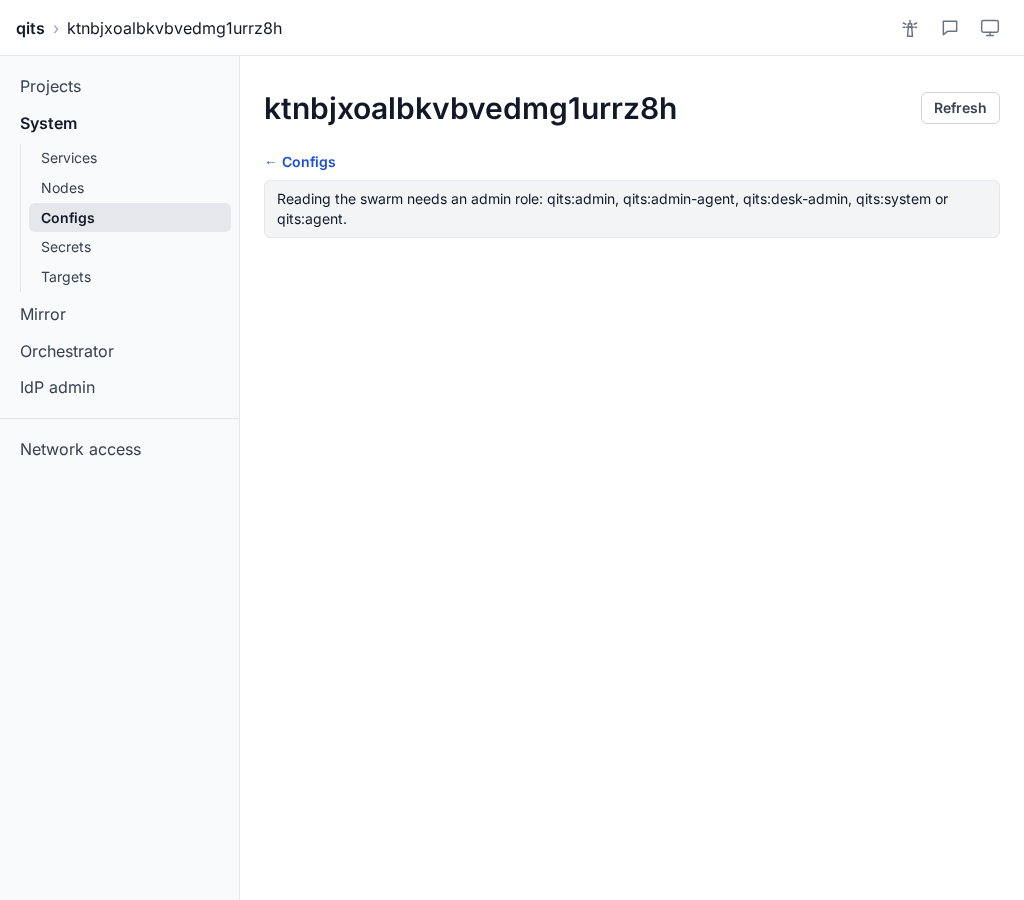 qits › ktnbjxoalbkvbvedmg1urrz8h
Projects
System
Services
Nodes
Configs
Secrets
Targets
Mirror
Orchestrator
IdP admin
Network access
ktnbjxoalbkvbvedmg1urrz8h
Refresh
← Configs
Reading the swarm needs an admin role: qits:admin, qits:admin-agent, qits:desk-admin, qits:system or
qits:agent.